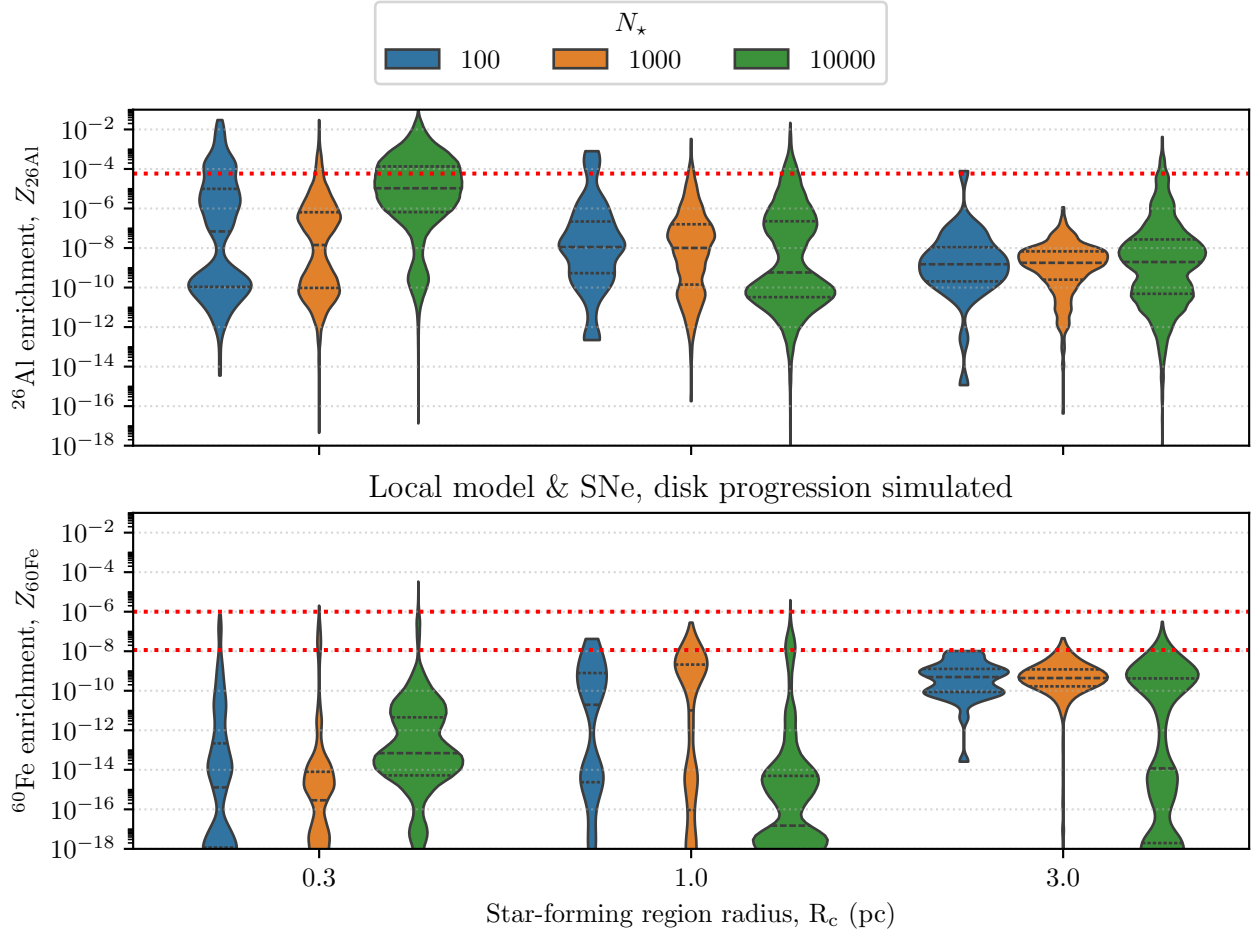 N⋆
100 1000 10000
10⁻²
10⁻⁴
10⁻⁶
10⁻⁸
10⁻¹⁰
10⁻¹²
10⁻¹⁴
10⁻¹⁶
10⁻¹⁸
²⁶Al enrichment, Z₂₆Al
Local model & SNe, disk progression simulated
10⁻²
10⁻⁴
10⁻⁶
10⁻⁸
10⁻¹⁰
10⁻¹²
10⁻¹⁴
10⁻¹⁶
10⁻¹⁸
⁶⁰Fe enrichment, Z₆₀Fe
0.3 1.0 3.0
Star-forming region radius, R_c (pc)